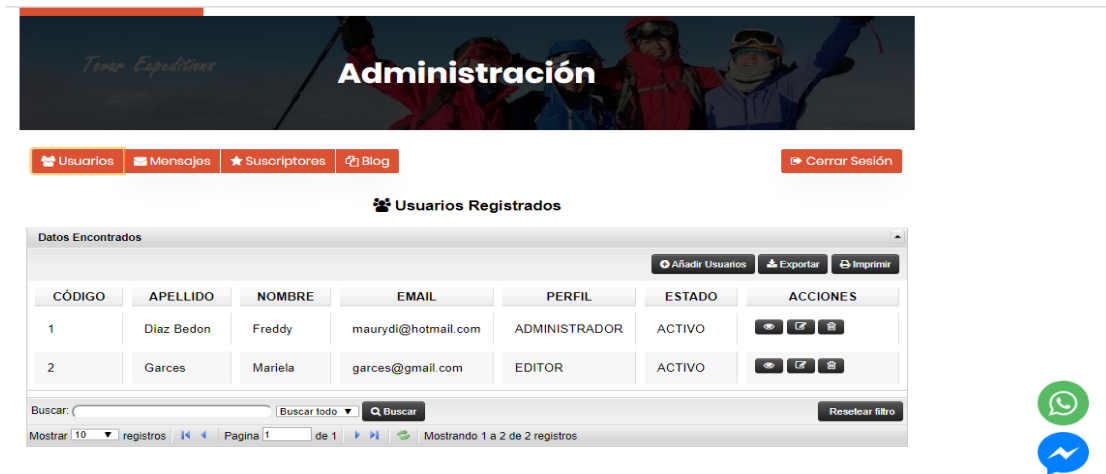 Tovar Expeditions
Administración
Usuarios Mensajes Suscriptores Blog Cerrar Sesión
Usuarios Registrados
Datos Encontrados
Añadir Usuarios Exportar Imprimir
CÓDIGO APELLIDO NOMBRE EMAIL PERFIL ESTADO ACCIONES
1 Diaz Bedon Freddy maurydi@hotmail.com ADMINISTRADOR ACTIVO
2 Garces Mariela garces@gmail.com EDITOR ACTIVO
Buscar: Buscar todo Buscar Resetear filtro
Mostrar 10 registros Pagina 1 de 1 Mostrando 1 a 2 de 2 registros